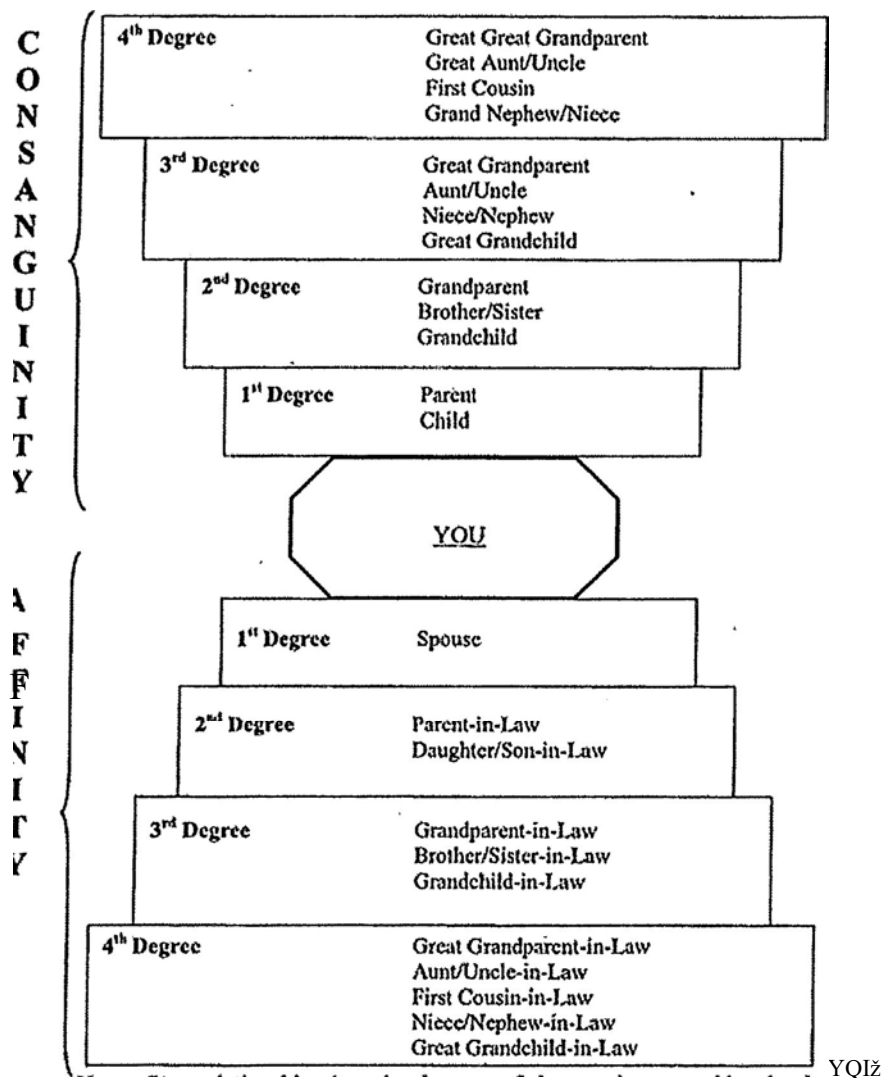 CONSANGUINITY
4th Degree
Great Great Grandparent
Great Aunt/Uncle
First Cousin
Grand Nephew/Niece
3rd Degree
Great Grandparent
Aunt/Uncle
Niece/Nephew
Great Grandchild
2nd Degree
Grandparent
Brother/Sister
Grandchild
1st Degree
Parent
Child
YOU
AFFINITY
1st Degree
Spouse
2nd Degree
Parent-in-Law
Daughter/Son-in-Law
3rd Degree
Grandparent-in-Law
Brother/Sister-in-Law
Grandchild-in-Law
4th Degree
Great Grandparent-in-Law
Aunt/Uncle-in-Law
First Cousin-in-Law
Niece/Nephew-in-Law
Great Grandchild-in-Law
YQIž